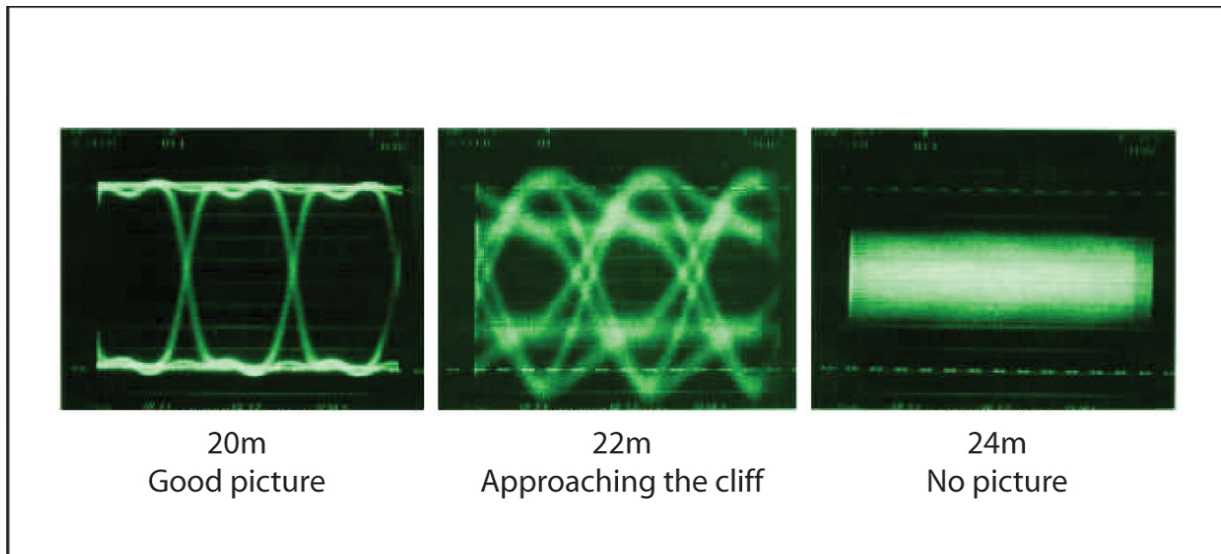 20m
Good picture
22m
Approaching the cliff
24m
No picture